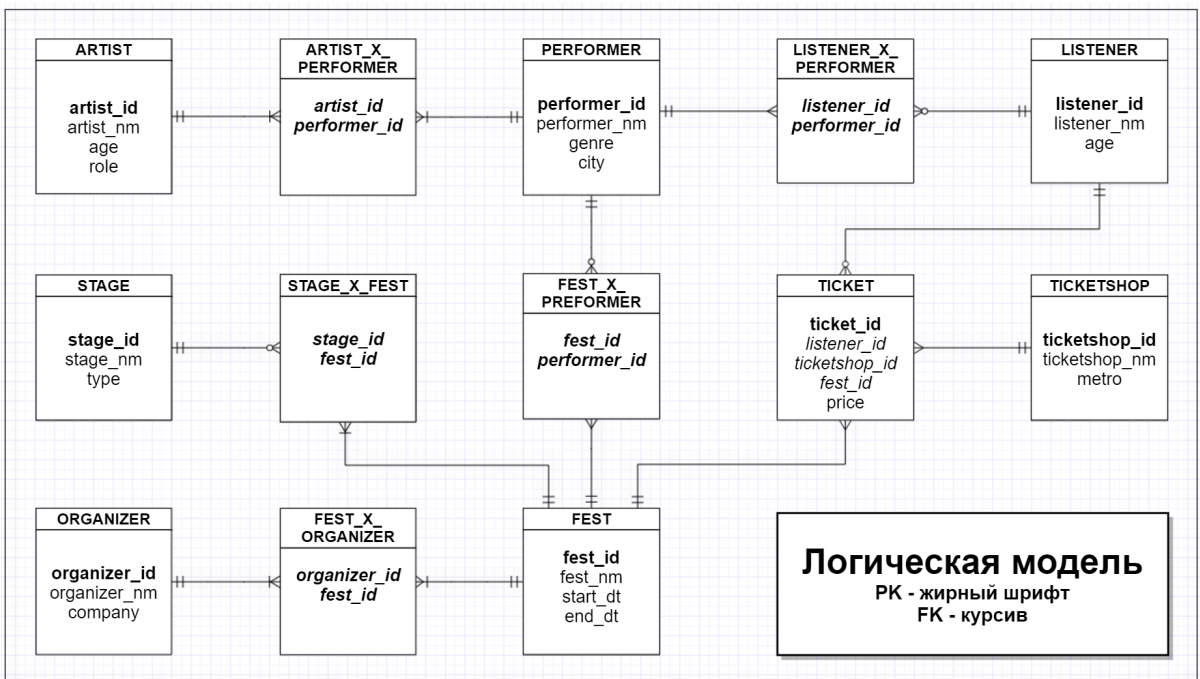 ARTIST
artist_id
artist_nm
age
role
ARTIST_X_
PERFORMER
artist_id
performer_id
PERFORMER
performer_id
performer_nm
genre
city
LISTENER_X_
PERFORMER
listener_id
performer_id
LISTENER
listener_id
listener_nm
age
STAGE
stage_id
stage_nm
type
STAGE_X_FEST
stage_id
fest_id
FEST_X_
PREFORMER
fest_id
performer_id
TICKET
ticket_id
listener_id
ticketshop_id
fest_id
price
TICKETSHOP
ticketshop_id
ticketshop_nm
metro
ORGANIZER
organizer_id
organizer_nm
company
FEST_X_
ORGANIZER
organizer_id
fest_id
FEST
fest_id
fest_nm
start_dt
end_dt
Логическая модель
PK - жирный шрифт
FK - курсив